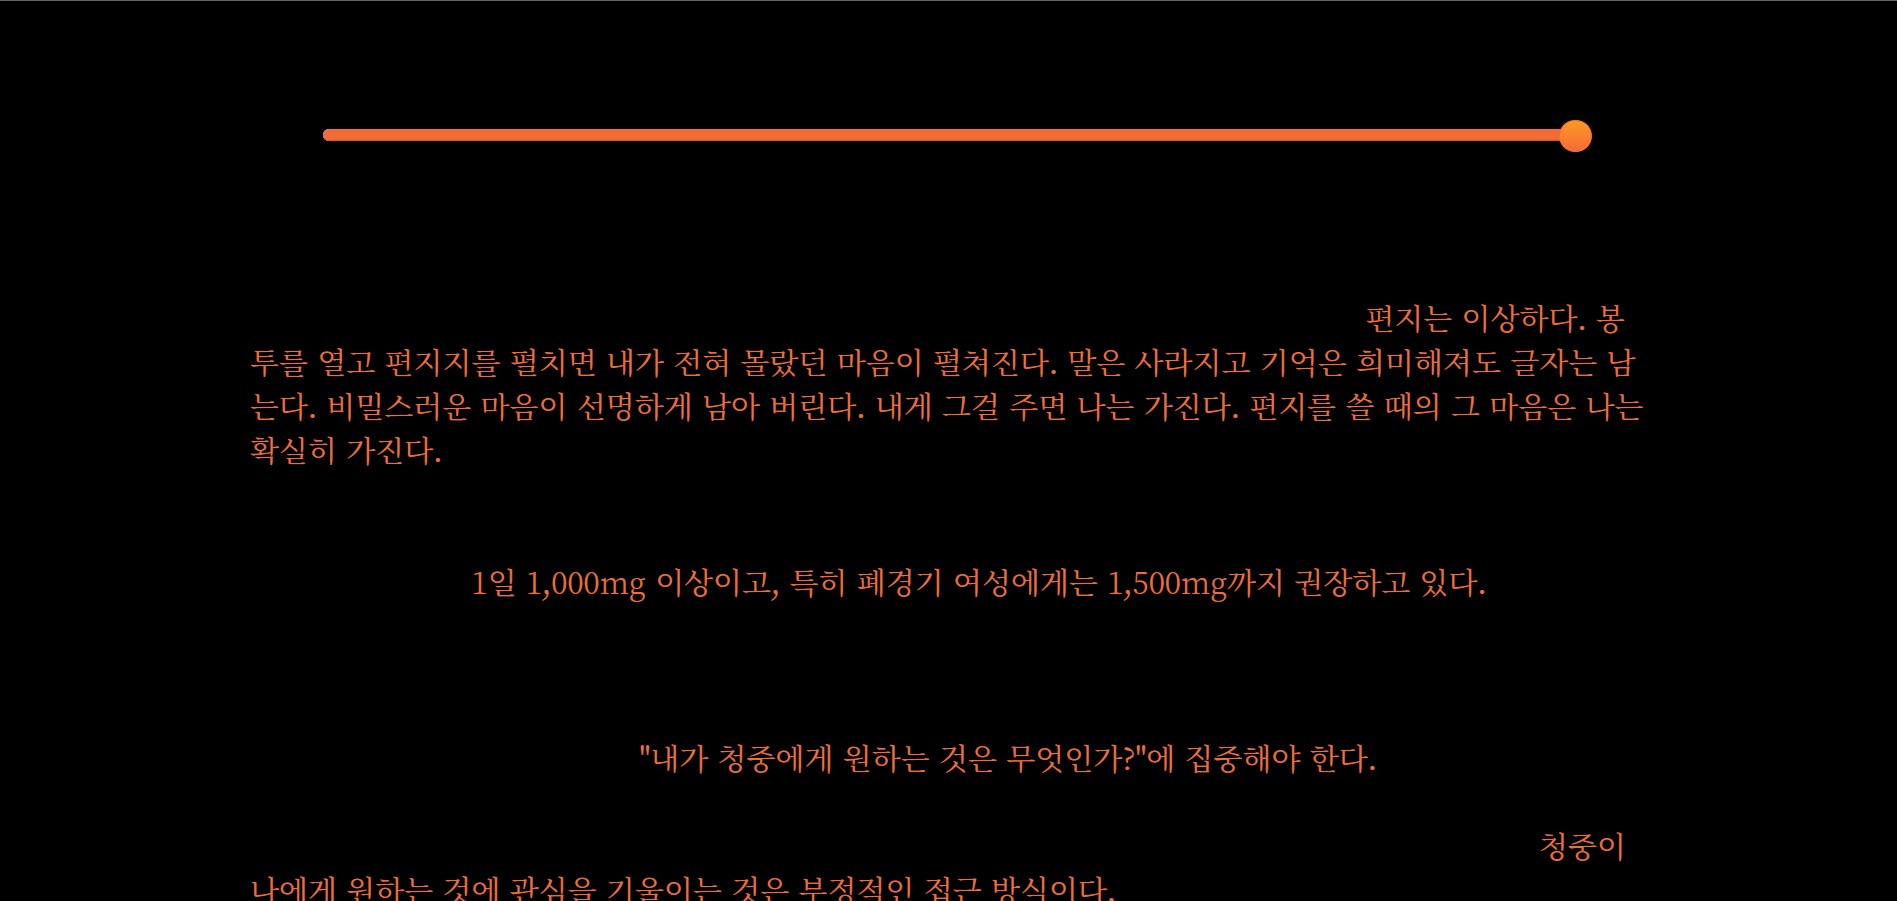 편지는 이상하다. 봉
투를 열고 편지지를 펼치면 내가 전혀 몰랐던 마음이 펼쳐진다. 말은 사라지고 기억은 희미해져도 글자는 남
는다. 비밀스러운 마음이 선명하게 남아 버린다. 내게 그걸 주면 나는 가진다. 편지를 쓸 때의 그 마음은 나는
확실히 가진다.
1일 1,000mg 이상이고, 특히 폐경기 여성에게는 1,500mg까지 권장하고 있다.
"내가 청중에게 원하는 것은 무엇인가?"에 집중해야 한다.
청중이
나에게 원하는 것에 관심을 기울이는 것은 부정적인 접근 방식이다.